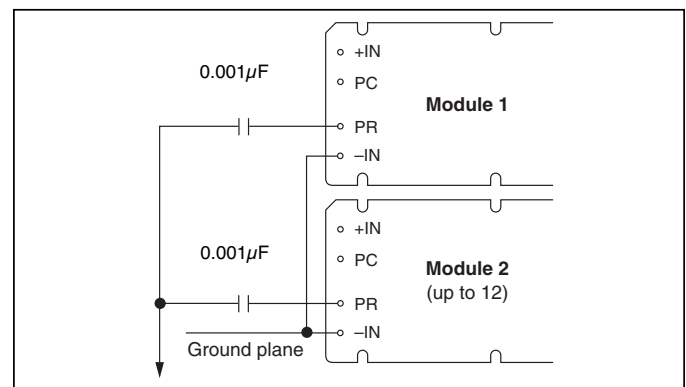 +IN
0.001µF
PC
Module 1
PR
–IN
+IN
0.001µF
PC
Module 2
(up to 12)
PR
–IN
Ground plane